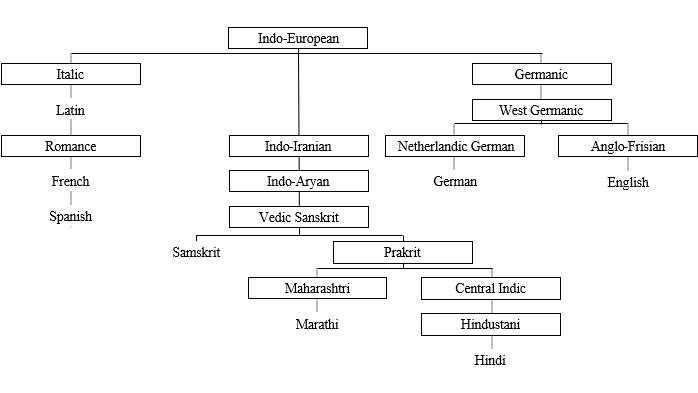 Indo-European
Italic
Germanic
Latin
West Germanic
Romance
Indo-Iranian
Netherlandic German
Anglo-Frisian
French
Indo-Aryan
German
English
Spanish
Vedic Sanskrit
Samskrit
Prakrit
Maharashtri
Central Indic
Marathi
Hindustani
Hindi